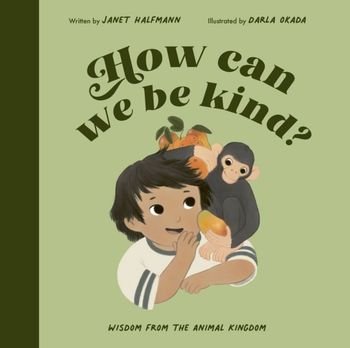 Written by JANET HALFMANN Illustrated by DARLA OKADA
How can
we be kind?
WISDOM FROM THE ANIMAL KINGDOM